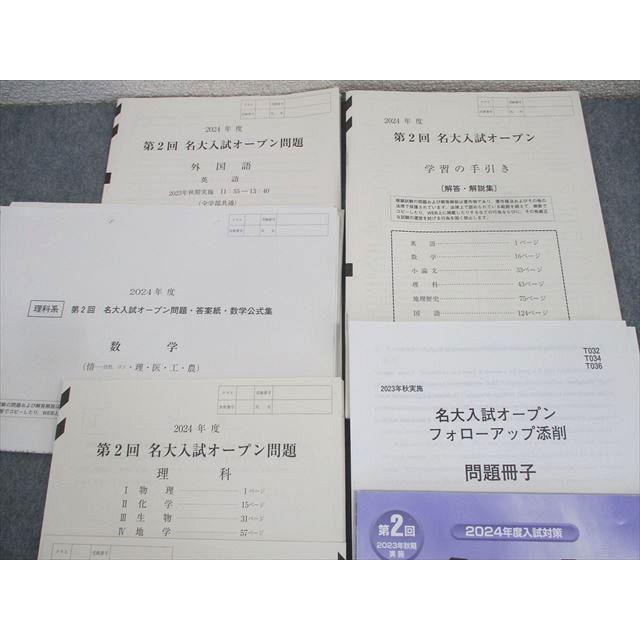 2024 年度
第2回 名大入試オープン問題
外国語
英語
2023年秋期実施 11:55―13:40
(全学部共通)
2024 年度
第2回 名大入試オープン
学習の手引き
〔解答・解説集〕
英語 1ページ
数学 16ページ
小論文 33ページ
理科 43ページ
地理歴史 75ページ
国語 124ページ
2024年度
理科系 第2回 名大入試オープン問題・答案紙・数学公式集
数学
2024 年度
第2回 名大入試オープン問題
理科
Ⅰ 物理 1ページ
Ⅱ 化学 15ページ
Ⅲ 生物 31ページ
Ⅳ 地学 57ページ
T032
T034
T036
2023年秋実施
名大入試オープン
フォローアップ添削
問題冊子
第2回
2023年秋期
実施
2024年度入試対策